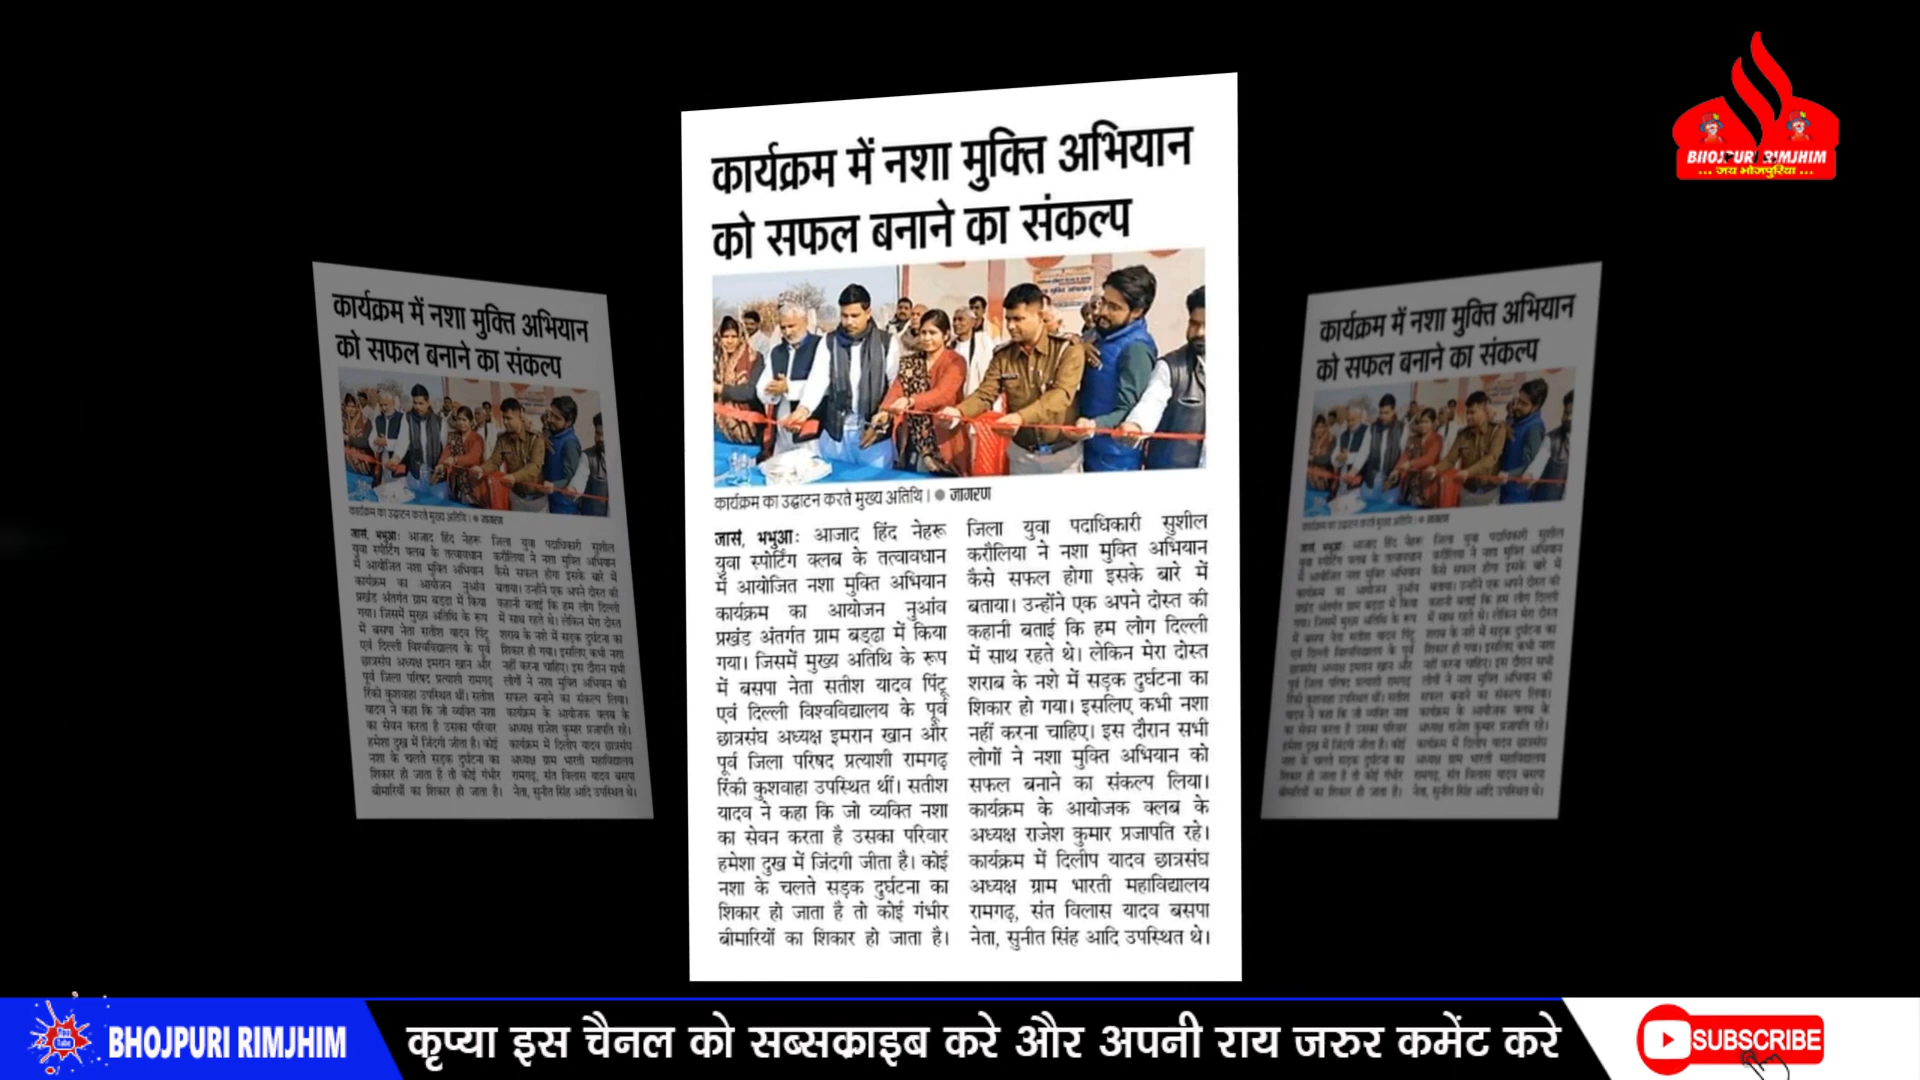 BHOJPURI RIMJHIM
... जय भोजपुरिया ...
कार्यक्रम में नशा मुक्ति अभियान
को सफल बनाने का संकल्प
कार्यक्रम का उद्घाटन करते मुख्य अतिथि। ● जागरण
जासं, भभुआः आजाद हिंद नेहरू
युवा स्पोर्टिंग क्लब के तत्वावधान
में आयोजित नशा मुक्ति अभियान
कार्यक्रम का आयोजन नुआंव
प्रखंड अंतर्गत ग्राम बड्ढा में किया
गया। जिसमें मुख्य अतिथि के रूप
में बसपा नेता सतीश यादव पिंटू
एवं दिल्ली विश्वविद्यालय के पूर्व
छात्रसंघ अध्यक्ष इमरान खान और
पूर्व जिला परिषद प्रत्याशी रामगढ़
रिंकी कुशवाहा उपस्थित थीं। सतीश
यादव ने कहा कि जो व्यक्ति नशा
का सेवन करता है उसका परिवार
हमेशा दुख में जिंदगी जीता है। कोई
नशा के चलते सड़क दुर्घटना का
शिकार हो जाता है तो कोई गंभीर
बीमारियों का शिकार हो जाता है।
जिला युवा पदाधिकारी सुशील
करौलिया ने नशा मुक्ति अभियान
कैसे सफल होगा इसके बारे में
बताया। उन्होंने एक अपने दोस्त की
कहानी बताई कि हम लोग दिल्ली
में साथ रहते थे। लेकिन मेरा दोस्त
शराब के नशे में सड़क दुर्घटना का
शिकार हो गया। इसलिए कभी नशा
नहीं करना चाहिए। इस दौरान सभी
लोगों ने नशा मुक्ति अभियान को
सफल बनाने का संकल्प लिया।
कार्यक्रम के आयोजक क्लब के
अध्यक्ष राजेश कुमार प्रजापति रहे।
कार्यक्रम में दिलीप यादव छात्रसंघ
अध्यक्ष ग्राम भारती महाविद्यालय
रामगढ़, संत विलास यादव बसपा
नेता, सुनीत सिंह आदि उपस्थित थे।
कार्यक्रम में नशा मुक्ति अभियान
को सफल बनाने का संकल्प
कार्यक्रम में नशा मुक्ति अभियान
को सफल बनाने का संकल्प
BHOJPURI RIMJHIM
कृप्या इस चैनल को सब्सक्राइब करे और अपनी राय जरुर कमेंट करे
SUBSCRIBE